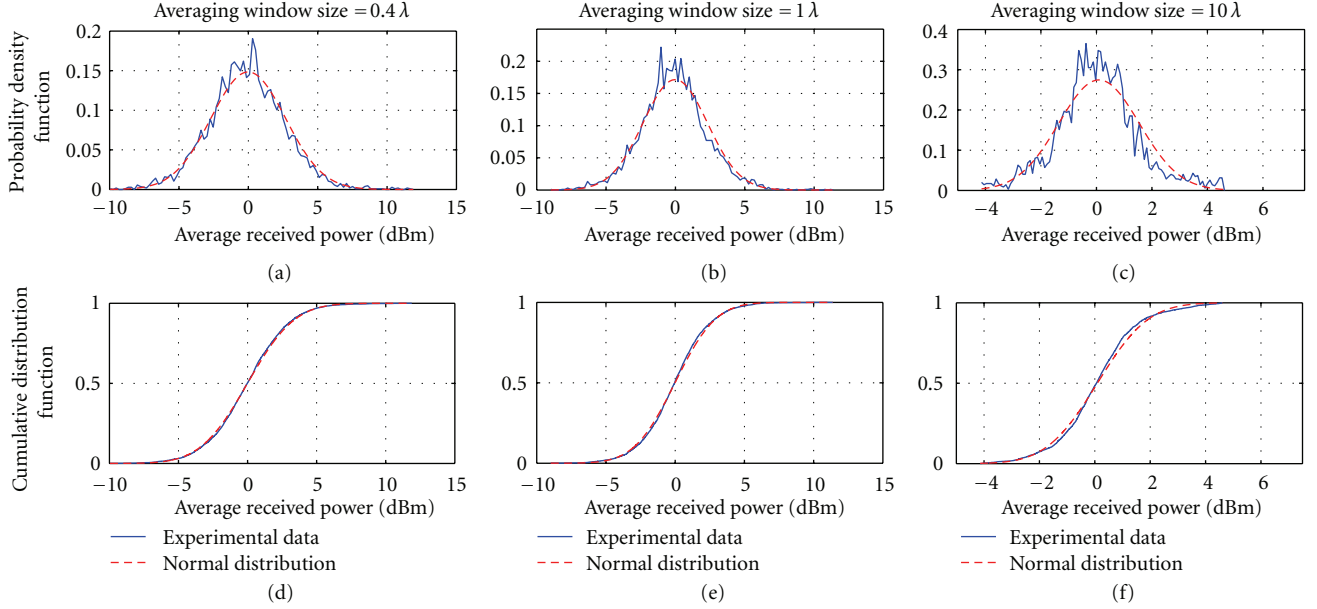 Averaging window size = 0.4 λ
Averaging window size = 1 λ
Averaging window size = 10 λ
Probability density
function
0.2
0.15
0.1
0.05
0
−10 −5 0 5 10 15
Average received power (dBm)
(a)
0.2
0.15
0.1
0.05
0
−10 −5 0 5 10 15
Average received power (dBm)
(b)
0.4
0.3
0.2
0.1
0
−4 −2 0 2 4 6
Average received power (dBm)
(c)
Cumulative distribution
function
1
0.5
0
−10 −5 0 5 10 15
Average received power (dBm)
Experimental data
Normal distribution
(d)
1
0.5
0
−10 −5 0 5 10 15
Average received power (dBm)
Experimental data
Normal distribution
(e)
1
0.5
0
−4 −2 0 2 4 6
Average received power (dBm)
Experimental data
Normal distribution
(f)